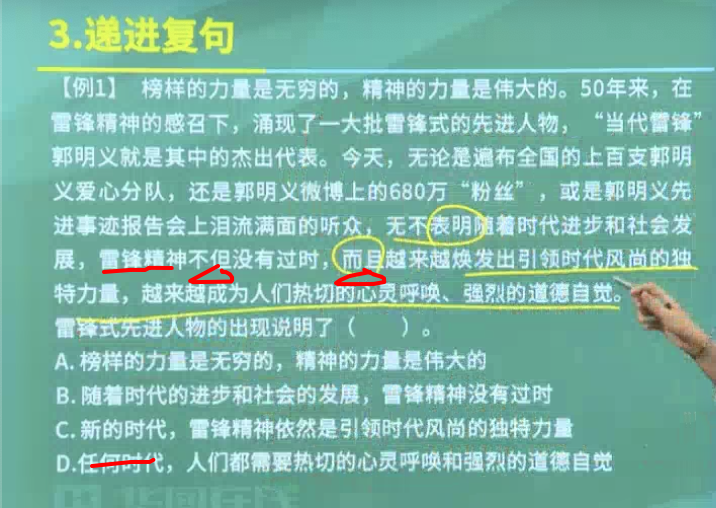 3.递进复句
【例1】 榜样的力量是无穷的，精神的力量是伟大的。50年来，在
雷锋精神的感召下，涌现了一大批雷锋式的先进人物，“当代雷锋”
郭明义就是其中的杰出代表。今天，无论是遍布全国的上百支郭明
义爱心分队，还是郭明义微博上的680万“粉丝”，或是郭明义先
进事迹报告会上泪流满面的听众，无不表明随着时代进步和社会发
展，雷锋精神不但没有过时，而且越来越焕发出引领时代风尚的独
特力量，越来越成为人们热切的心灵呼唤、强烈的道德自觉。
雷锋式先进人物的出现说明了（ ）。
A. 榜样的力量是无穷的，精神的力量是伟大的
B. 随着时代的进步和社会的发展，雷锋精神没有过时
C. 新的时代，雷锋精神依然是引领时代风尚的独特力量
D. 任何时代，人们都需要热切的心灵呼唤和强烈的道德自觉